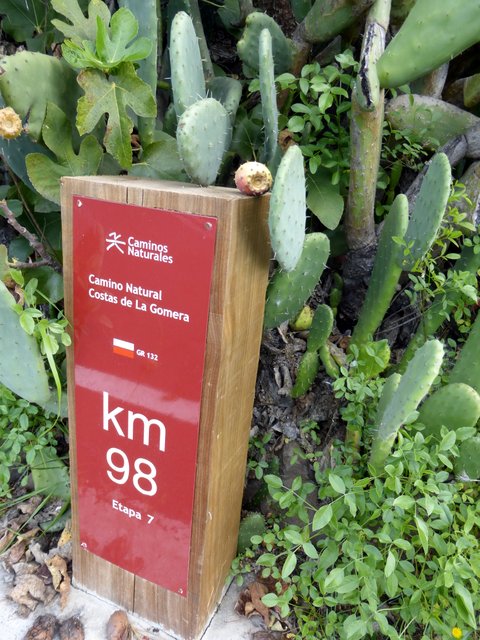 Caminos
Naturales
Camino Natural
Costas de La Gomera
GR 132
km
98
Etapa 7